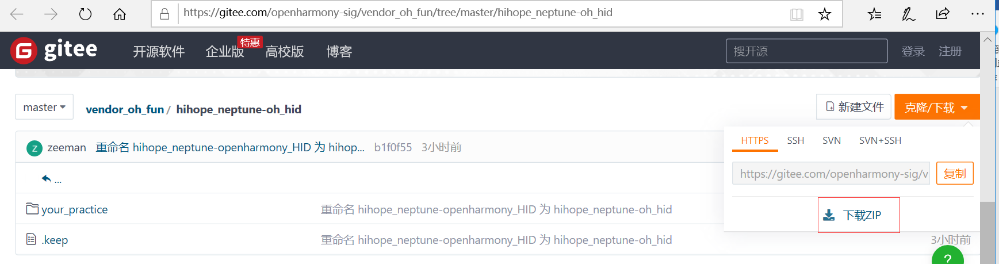 https://gitee.com/openharmony-sig/vendor_oh_fun/tree/master/hihope_neptune-oh_hid
G gitee 开源软件 企业版 特惠 高校版 博客 搜开源 登录 注册
master vendor_oh_fun / hihope_neptune-oh_hid 新建文件 克隆/下载
HTTPS SSH SVN SVN+SSH
Z zeeman 重命名 hihope_neptune-openharmony_HID 为 hihop... b1f0f55 3小时前
https://gitee.com/openharmony-sig/v 复制
...
your_practice 重命名 hihope_neptune-openharmony_HID 为 hihope_neptune-oh_hid
下载ZIP
.keep 重命名 hihope_neptune-openharmony_HID 为 hihope_neptune-oh_hid 3小时前
?